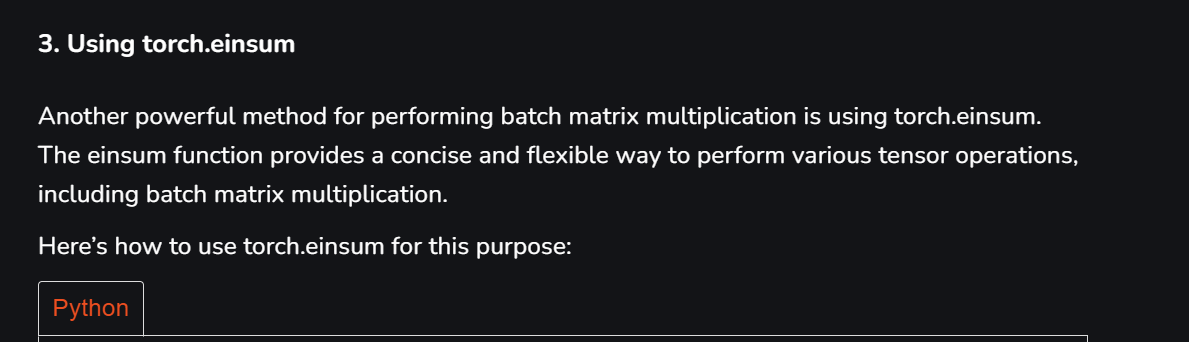 3. Using torch.einsum
Another powerful method for performing batch matrix multiplication is using torch.einsum.
The einsum function provides a concise and flexible way to perform various tensor operations,
including batch matrix multiplication.
Here’s how to use torch.einsum for this purpose:
Python